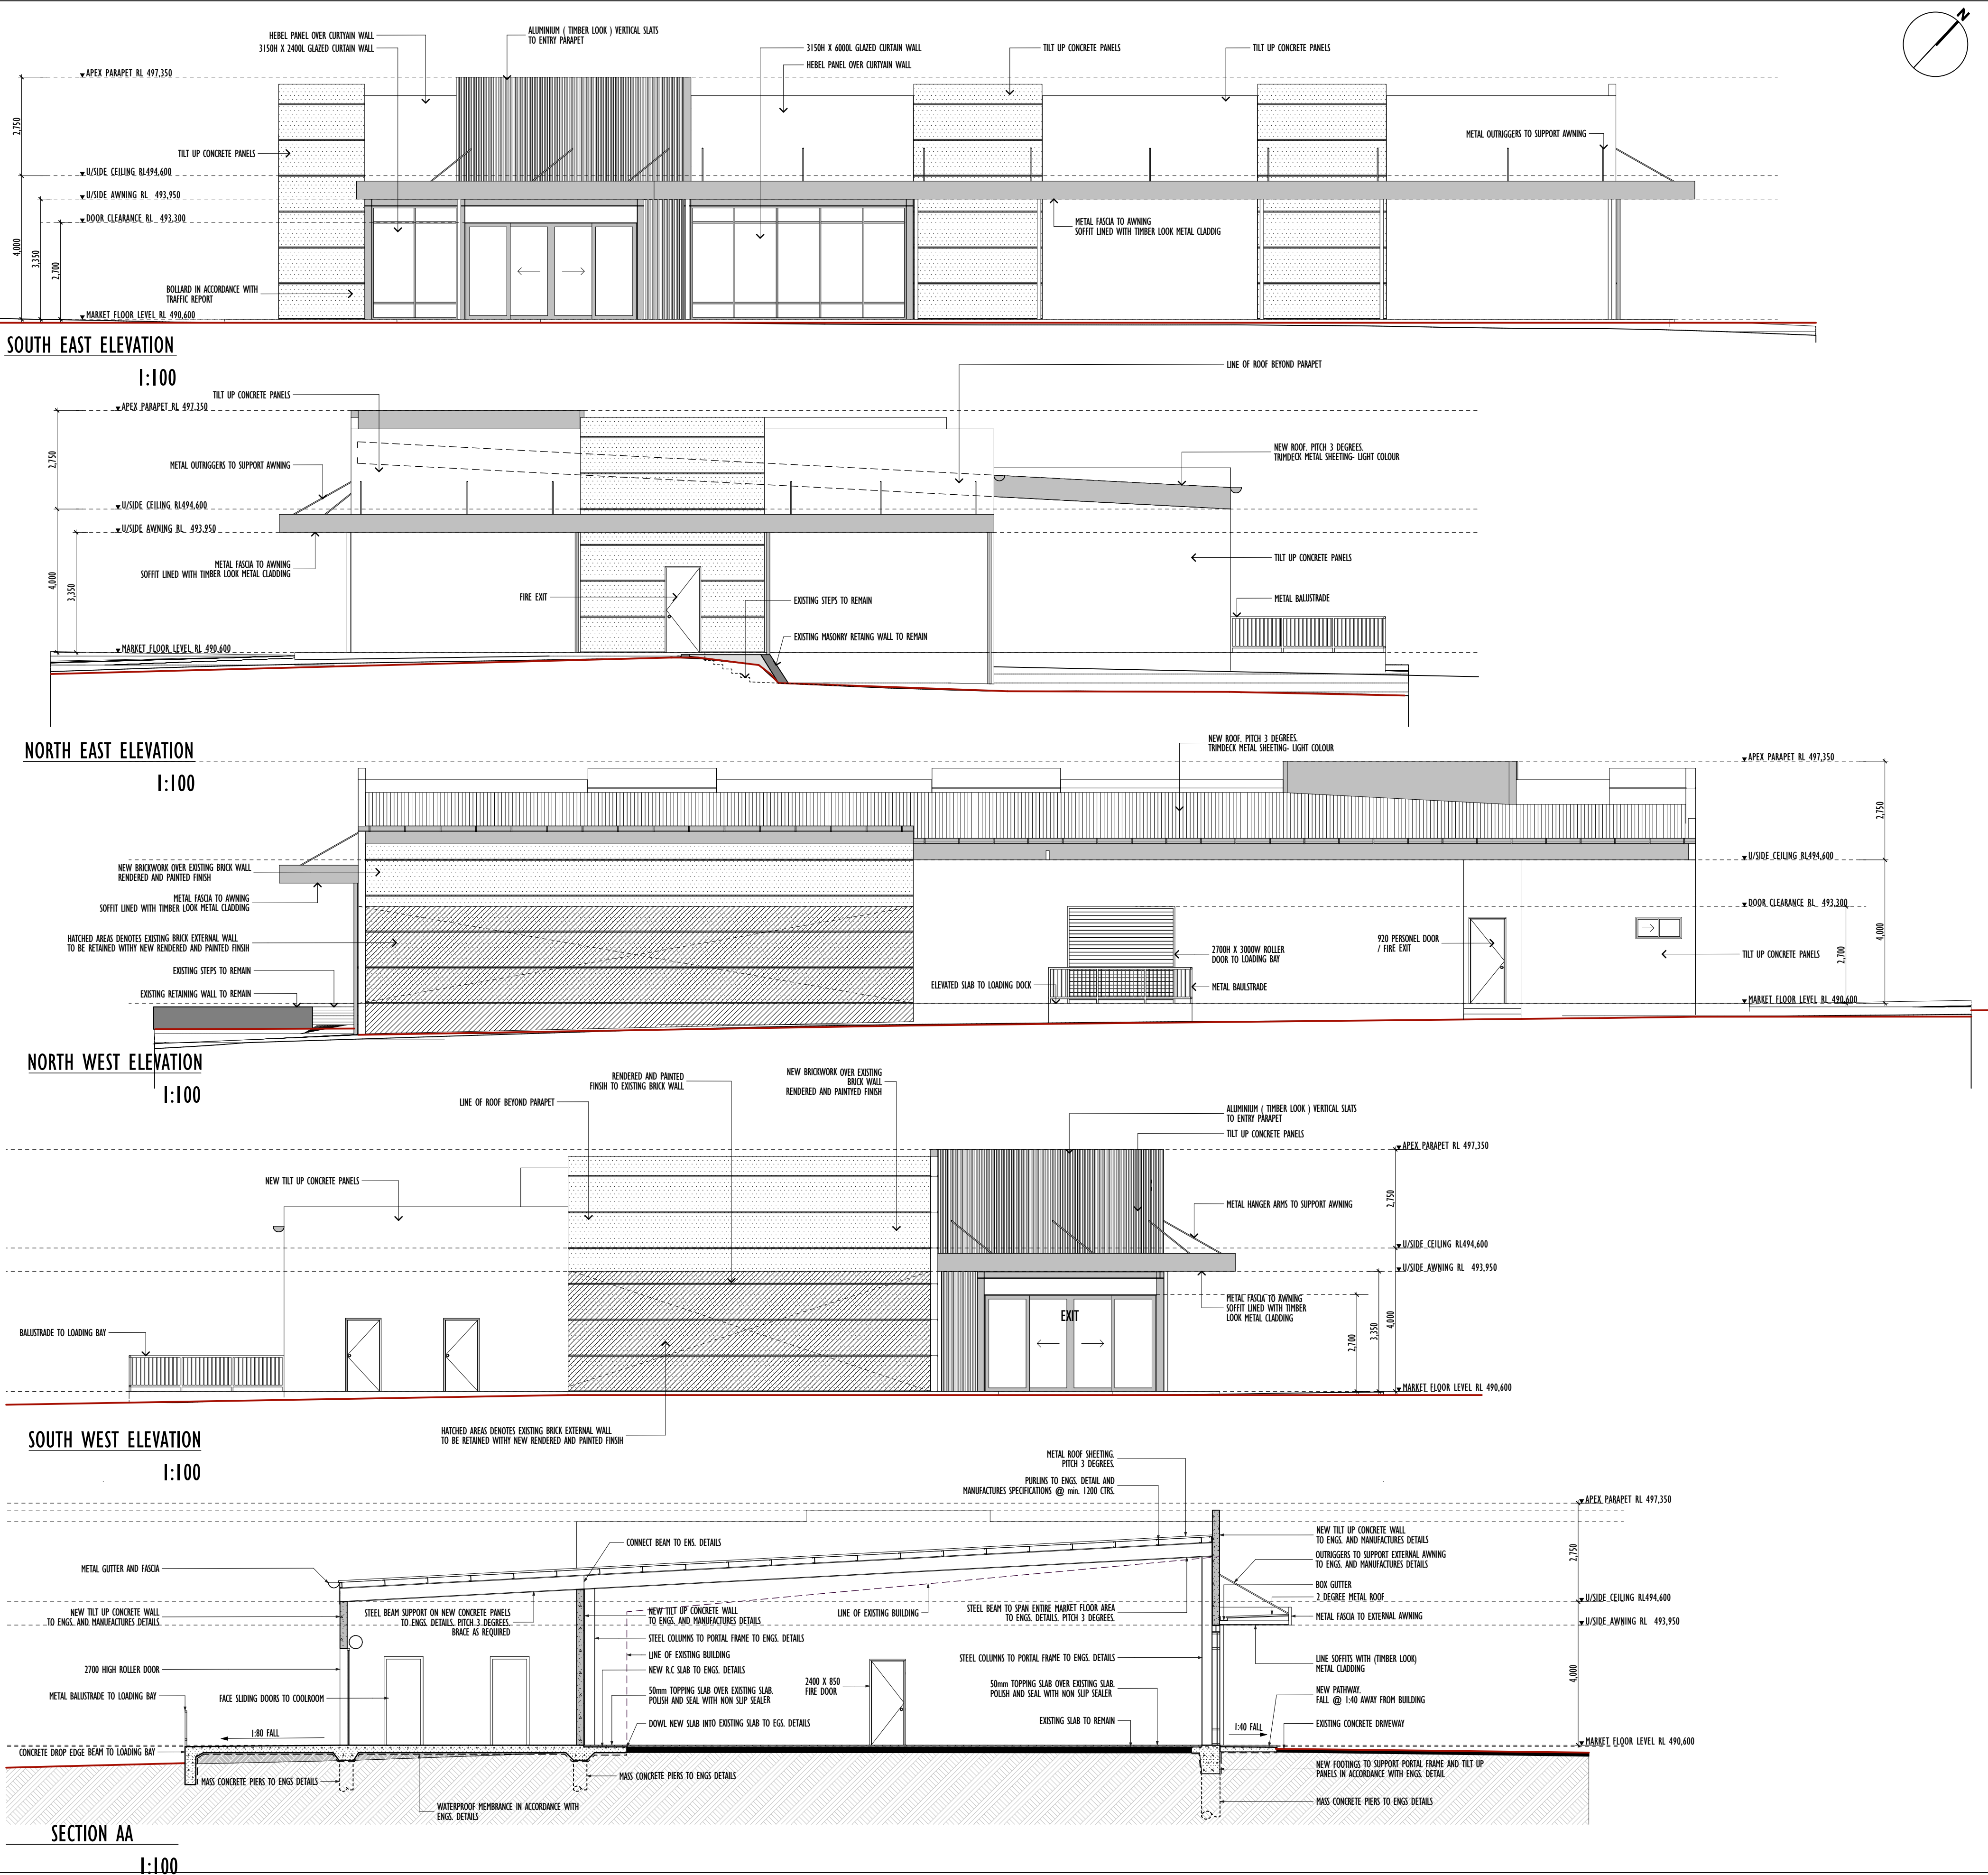 N
HEBEL PANEL OVER CURTYAIN WALL
3150H X 2400L GLAZED CURTAIN WALL
ALUMINIUM ( TIMBER LOOK ) VERTICAL SLATS
TO ENTRY PARAPET
3150H X 6000L GLAZED CURTAIN WALL
HEBEL PANEL OVER CURTYAIN WALL
TILT UP CONCRETE PANELS
TILT UP CONCRETE PANELS
APEX PARAPET RL 497,350
2,750
TILT UP CONCRETE PANELS
METAL OUTRIGGERS TO SUPPORT AWNING
U/SIDE CEILING RL494,600
U/SIDE AWNING RL 493,950
DOOR CLEARANCE RL 493,300
4,000
3,350
2,700
METAL FASCIA TO AWNING
SOFFIT LINED WITH TIMBER LOOK METAL CLADDIG
BOLLARD IN ACCORDANCE WITH
TRAFFIC REPORT
MARKET FLOOR LEVEL RL 490,600
SOUTH EAST ELEVATION
1:100
LINE OF ROOF BEYOND PARAPET
TILT UP CONCRETE PANELS
APEX PARAPET RL 497,350
2,750
METAL OUTRIGGERS TO SUPPORT AWNING
NEW ROOF. PITCH 3 DEGREES.
TRIMDECK METAL SHEETING- LIGHT COLOUR
U/SIDE CEILING RL494,600
U/SIDE AWNING RL 493,950
4,000
3,350
METAL FASCIA TO AWNING
SOFFIT LINED WITH TIMBER LOOK METAL CLADDING
TILT UP CONCRETE PANELS
FIRE EXIT
EXISTING STEPS TO REMAIN
METAL BALUSTRADE
EXISTING MASONRY RETAING WALL TO REMAIN
MARKET FLOOR LEVEL RL 490,600
NORTH EAST ELEVATION
1:100
NEW ROOF. PITCH 3 DEGREES.
TRIMDECK METAL SHEETING- LIGHT COLOUR
APEX PARAPET RL 497,350
2,750
NEW BRICKWORK OVER EXISTING BRICK WALL
RENDERED AND PAINTED FINISH
METAL FASCIA TO AWNING
SOFFIT LINED WITH TIMBER LOOK METAL CLADDING
U/SIDE CEILING RL494,600
DOOR CLEARANCE RL 493,300
HATCHED AREAS DENOTES EXISTING BRICK EXTERNAL WALL
TO BE RETAINED WITHY NEW RENDERED AND PAINTED FINSIH
EXISTING STEPS TO REMAIN
EXISTING RETAINING WALL TO REMAIN
2700H X 3000W ROLLER
DOOR TO LOADING BAY
920 PERSONEL DOOR
/ FIRE EXIT
TILT UP CONCRETE PANELS
4,000
2,700
ELEVATED SLAB TO LOADING DOCK
METAL BAULSTRADE
MARKET FLOOR LEVEL RL 490,600
NORTH WEST ELEVATION
1:100
LINE OF ROOF BEYOND PARAPET
RENDERED AND PAINTED
FINSIH TO EXISTING BRICK WALL
NEW BRICKWORK OVER EXISTING
BRICK WALL
RENDERED AND PAINTYED FINISH
ALUMINIUM ( TIMBER LOOK ) VERTICAL SLATS
TO ENTRY PARAPET
TILT UP CONCRETE PANELS
APEX PARAPET RL 497,350
NEW TILT UP CONCRETE PANELS
2,750
METAL HANGER ARMS TO SUPPORT AWNING
U/SIDE CEILING RL494,600
U/SIDE AWNING RL 493,950
METAL FASCIA TO AWNING
SOFFIT LINED WITH TIMBER
LOOK METAL CLADDING
EXIT
BALUSTRADE TO LOADING BAY
2,700
3,350
4,000
MARKET FLOOR LEVEL RL 490,600
HATCHED AREAS DENOTES EXISTING BRICK EXTERNAL WALL
TO BE RETAINED WITHY NEW RENDERED AND PAINTED FINSIH
SOUTH WEST ELEVATION
1:100
METAL ROOF SHEETING.
PITCH 3 DEGREES.
PURLINS TO ENGS. DETAIL AND
MANUFACTURES SPECIFICATIONS @ min. 1200 CTRS.
APEX PARAPET RL 497,350
CONNECT BEAM TO ENS. DETAILS
NEW TILT UP CONCRETE WALL
TO ENGS. AND MANUFACTURES DETAILS
OUTRIGGERS TO SUPPORT EXTERNAL AWNING
TO ENGS. AND MANUFACTURES DETAILS
2,750
METAL GUTTER AND FASCIA
BOX GUTTER
2 DEGREE METAL ROOF
U/SIDE CEILING RL494,600
NEW TILT UP CONCRETE WALL
TO ENGS. AND MANUFACTURES DETAILS
STEEL BEAM SUPPORT ON NEW CONCRETE PANELS
TO ENGS. DETAILS. PITCH 3 DEGREES.
BRACE AS REQUIRED
NEW TILT UP CONCRETE WALL
TO ENGS. AND MANUFACTURES DETAILS
LINE OF EXISTING BUILDING
STEEL BEAM TO SPAN ENTIRE MARKET FLOOR AREA
TO ENGS. DETAILS. PITCH 3 DEGREES.
METAL FASCIA TO EXTERNAL AWNING
U/SIDE AWNING RL 493,950
STEEL COLUMNS TO PORTAL FRAME TO ENGS. DETAILS
LINE OF EXISTING BUILDING
STEEL COLUMNS TO PORTAL FRAME TO ENGS. DETAILS
LINE SOFFITS WITH (TIMBER LOOK)
METAL CLADDING
4,000
2700 HIGH ROLLER DOOR
NEW R.C SLAB TO ENGS. DETAILS
2400 X 850
FIRE DOOR
50mm TOPPING SLAB OVER EXISTING SLAB.
POLISH AND SEAL WITH NON SLIP SEALER
50mm TOPPING SLAB OVER EXISTING SLAB.
POLISH AND SEAL WITH NON SLIP SEALER
NEW PATHWAY.
FALL @ 1:40 AWAY FROM BUILDING
METAL BALUSTRADE TO LOADING BAY
FACE SLIDING DOORS TO COOLROOM
DOWL NEW SLAB INTO EXISTING SLAB TO EGS. DETAILS
EXISTING SLAB TO REMAIN
EXISTING CONCRETE DRIVEWAY
1:80 FALL
1:40 FALL
MARKET FLOOR LEVEL RL 490,600
CONCRETE DROP EDGE BEAM TO LOADING BAY
MASS CONCRETE PIERS TO ENGS DETAILS
MASS CONCRETE PIERS TO ENGS DETAILS
NEW FOOTINGS TO SUPPORT PORTAL FRAME AND TILT UP
PANELS IN ACCORDANCE WITH ENGS. DETAIL
MASS CONCRETE PIERS TO ENGS DETAILS
WATERPROOF MEMBRANCE IN ACCORDANCE WITH
ENGS. DETAILS
SECTION AA
1:100